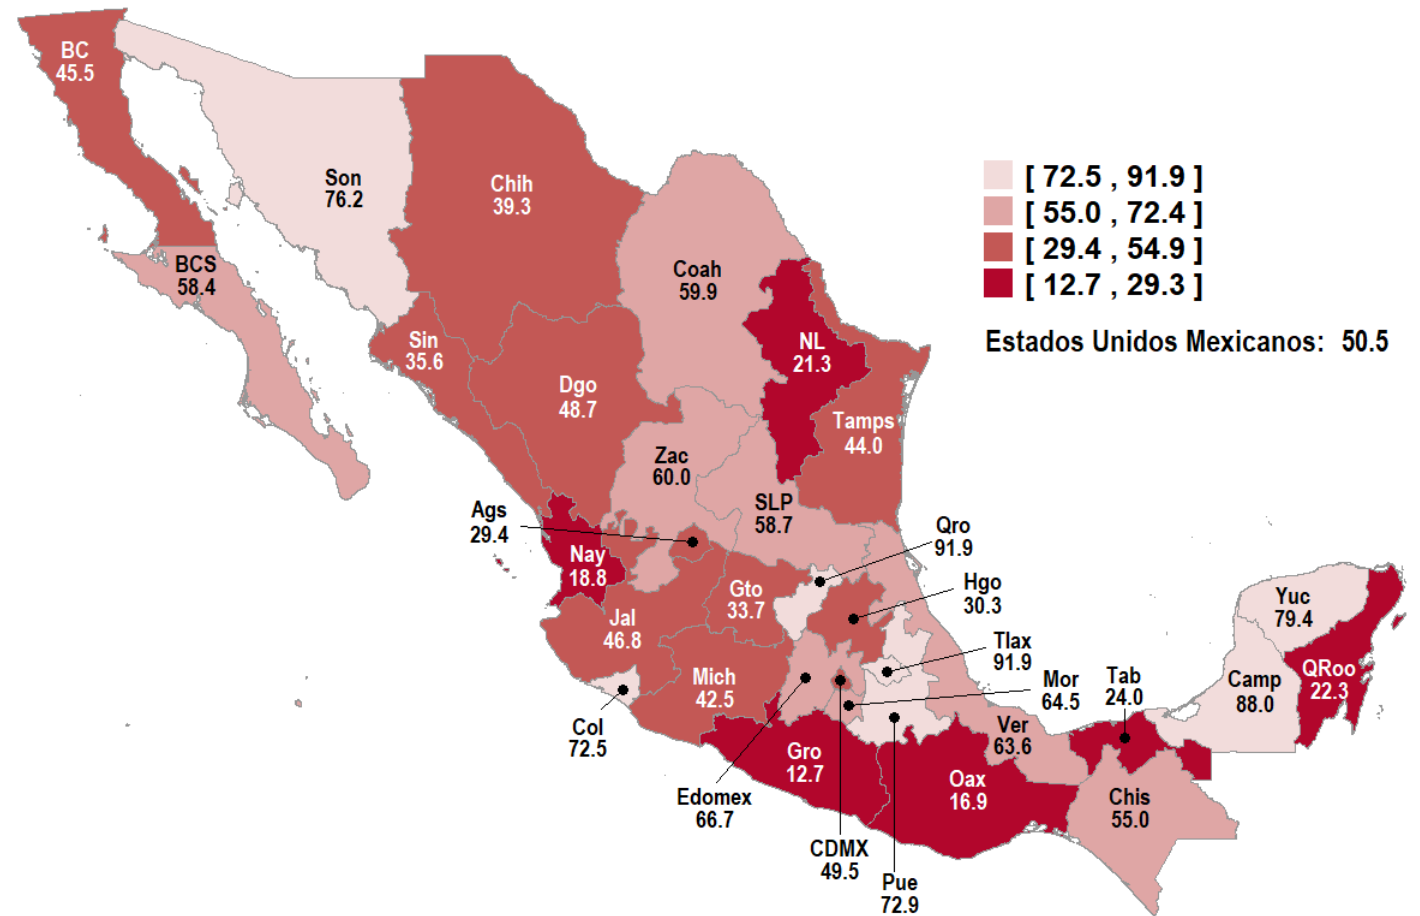 BC
45.5
Son
76.2
Chih
39.3
BCS
58.4
Coah
59.9
Sin
35.6
Dgo
48.7
NL
21.3
Tamps
44.0
Zac
60.0
SLP
58.7
Ags
29.4
Nay
18.8
Jal
46.8
Gto
33.7
Qro
91.9
Hgo
30.3
Tlax
91.9
Mor
64.5
Tab
24.0
Yuc
79.4
Camp
88.0
QRoo
22.3
Mich
42.5
Col
72.5
Ver
63.6
Gro
12.7
Oax
16.9
Chis
55.0
Edomex
66.7
CDMX
49.5
Pue
72.9
[ 72.5 , 91.9 ]
[ 55.0 , 72.4 ]
[ 29.4 , 54.9 ]
[ 12.7 , 29.3 ]
Estados Unidos Mexicanos: 50.5